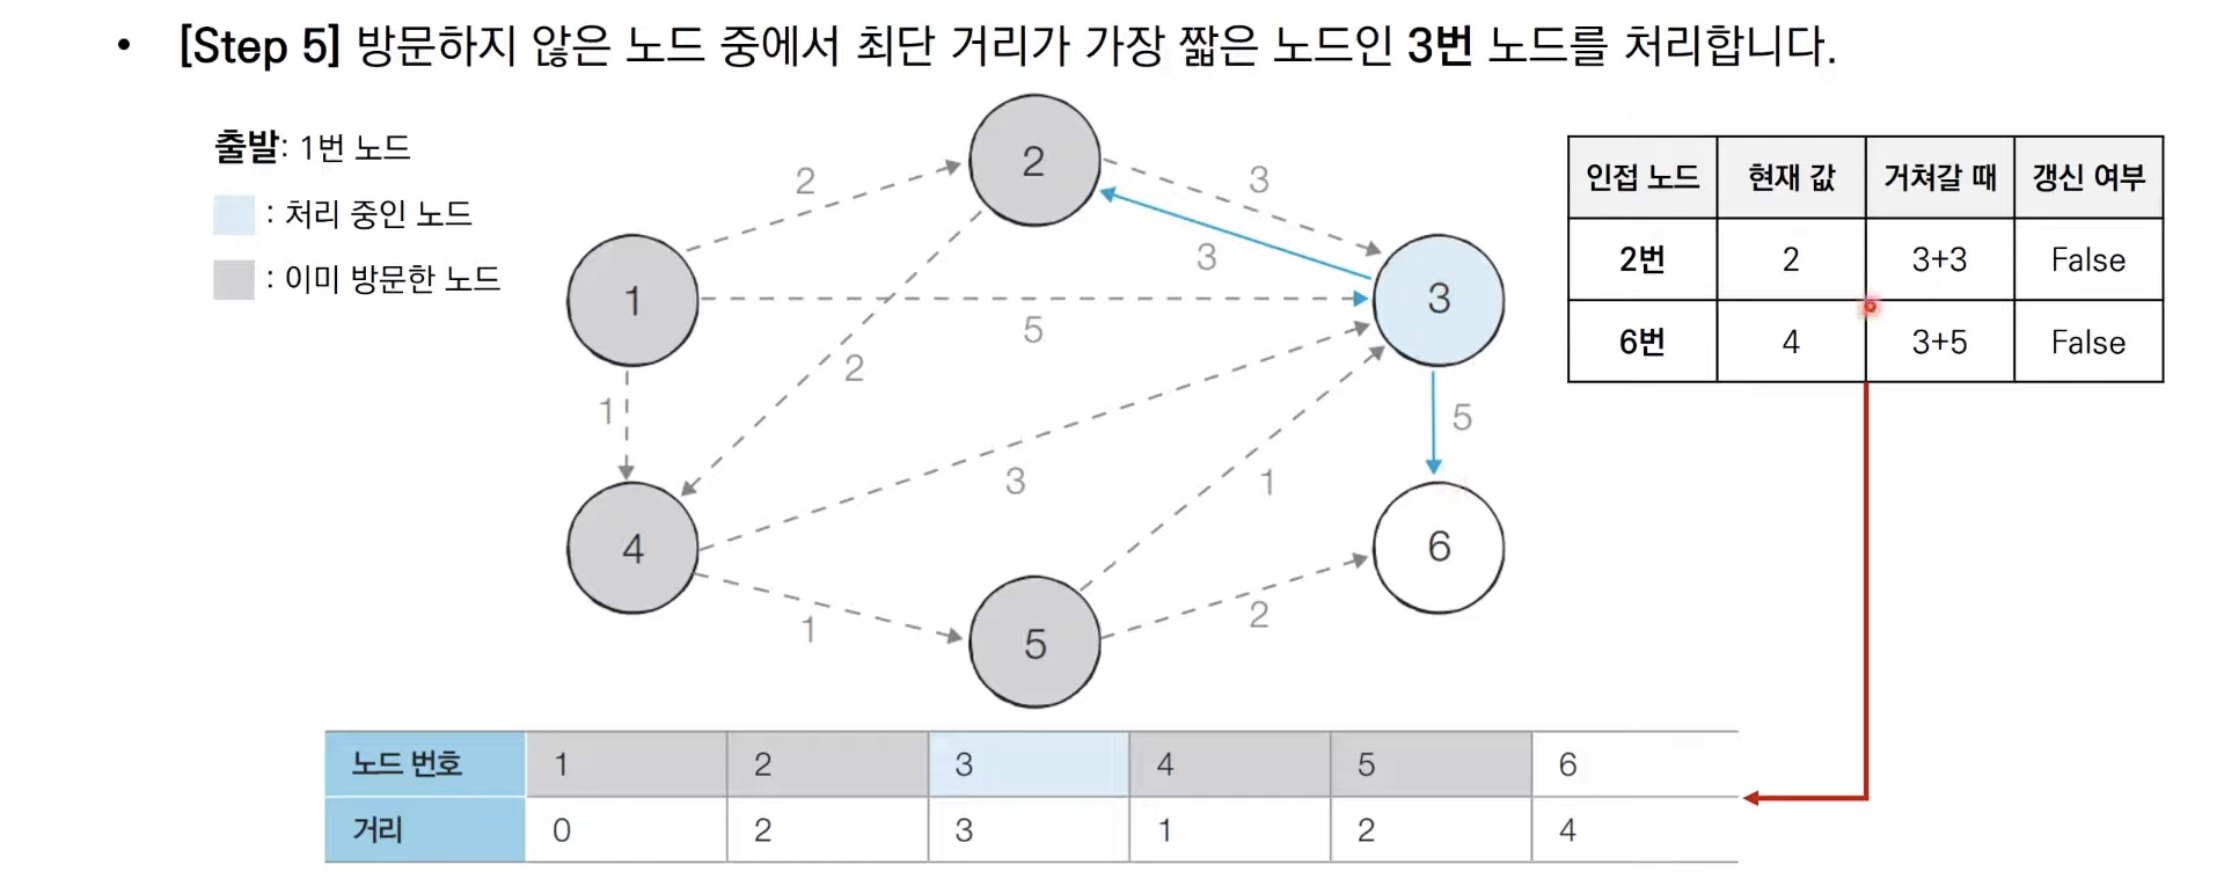 • [Step 5] 방문하지 않은 노드 중에서 최단 거리가 가장 짧은 노드인 3번 노드를 처리합니다.
출발: 1번 노드
: 처리 중인 노드
: 이미 방문한 노드
2
2
3
3
1
5
3
2
1
5
4
3
1
6
1
5
2
인접 노드 현재 값 거쳐갈 때 갱신 여부
2번 2 3+3 False
6번 4 3+5 False
노드 번호 1 2 3 4 5 6
거리 0 2 3 1 2 4